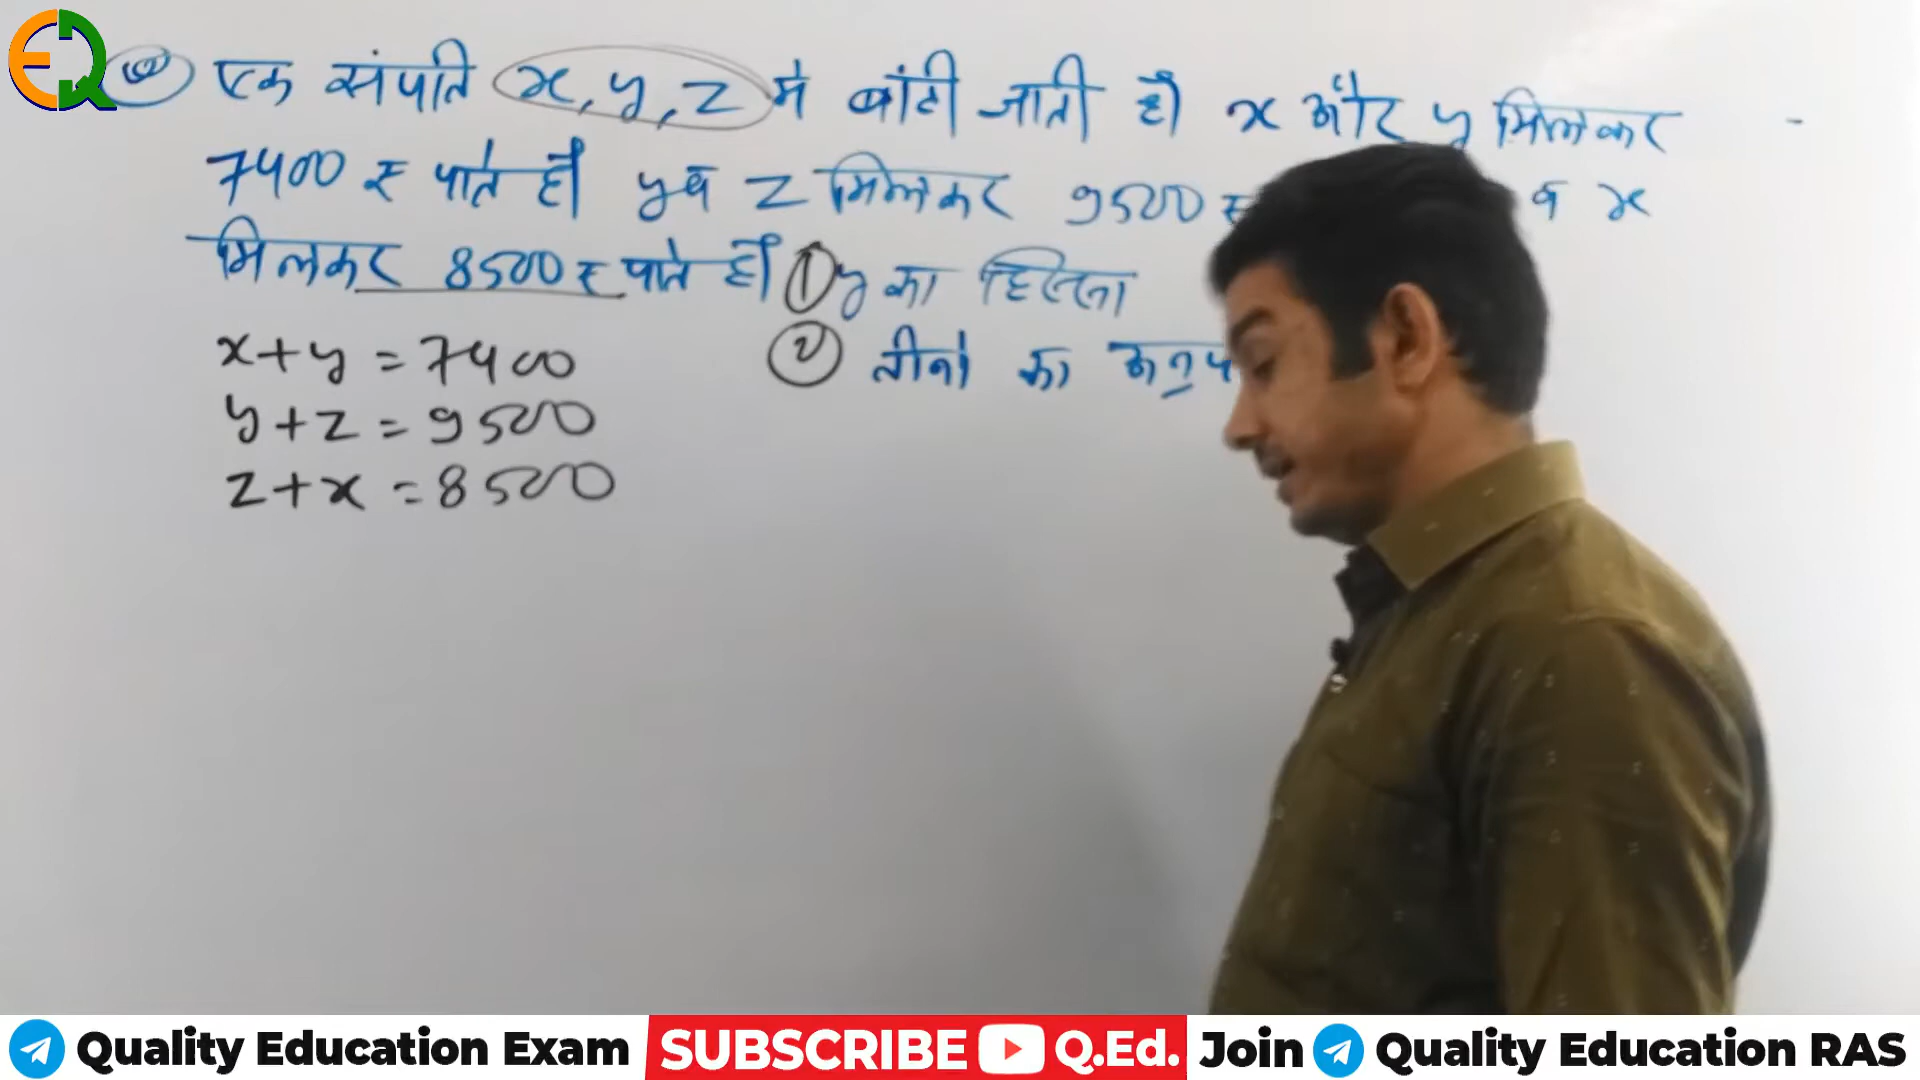 EQ
एक संपति x, y, z मे बांटी जाती है। x और y मिलकर
7400 ₹ पाते है। y व z मिलकर 9500 ₹ व x
मिलकर 8500 ₹ पाते है। ① y का हिस्सा
② तीनो का
x+y = 7400
y+z = 9500
z+x = 8500
Quality Education Exam SUBSCRIBE Q.Ed. Join Quality Education RAS